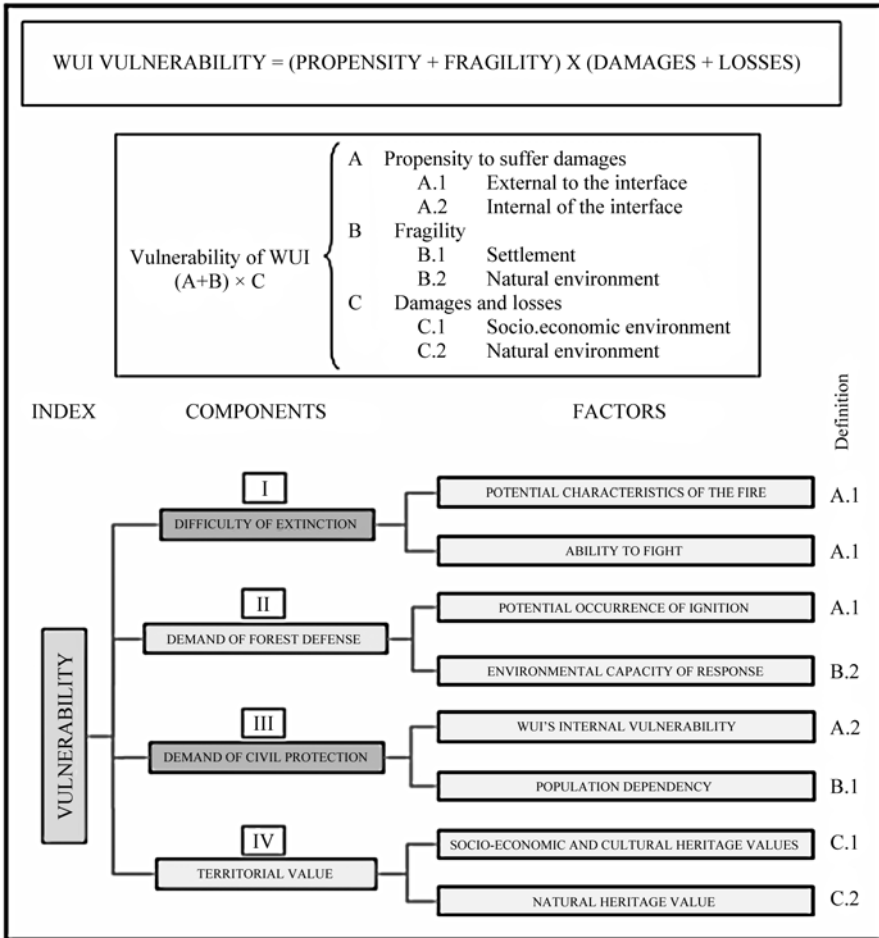 WUI VULNERABILITY = (PROPENSITY + FRAGILITY) X (DAMAGES + LOSSES)
Vulnerability of WUI
(A+B) × C
A Propensity to suffer damages
A.1 External to the interface
A.2 Internal of the interface
B Fragility
B.1 Settlement
B.2 Natural environment
C Damages and losses
C.1 Socio.economic environment
C.2 Natural environment
INDEX COMPONENTS FACTORS Definition
VULNERABILITY
I
DIFFICULTY OF EXTINCTION
POTENTIAL CHARACTERISTICS OF THE FIRE A.1
ABILITY TO FIGHT A.1
II
DEMAND OF FOREST DEFENSE
POTENTIAL OCCURRENCE OF IGNITION A.1
ENVIRONMENTAL CAPACITY OF RESPONSE B.2
III
DEMAND OF CIVIL PROTECTION
WUI'S INTERNAL VULNERABILITY A.2
POPULATION DEPENDENCY B.1
IV
TERRITORIAL VALUE
SOCIO-ECONOMIC AND CULTURAL HERITAGE VALUES C.1
NATURAL HERITAGE VALUE C.2